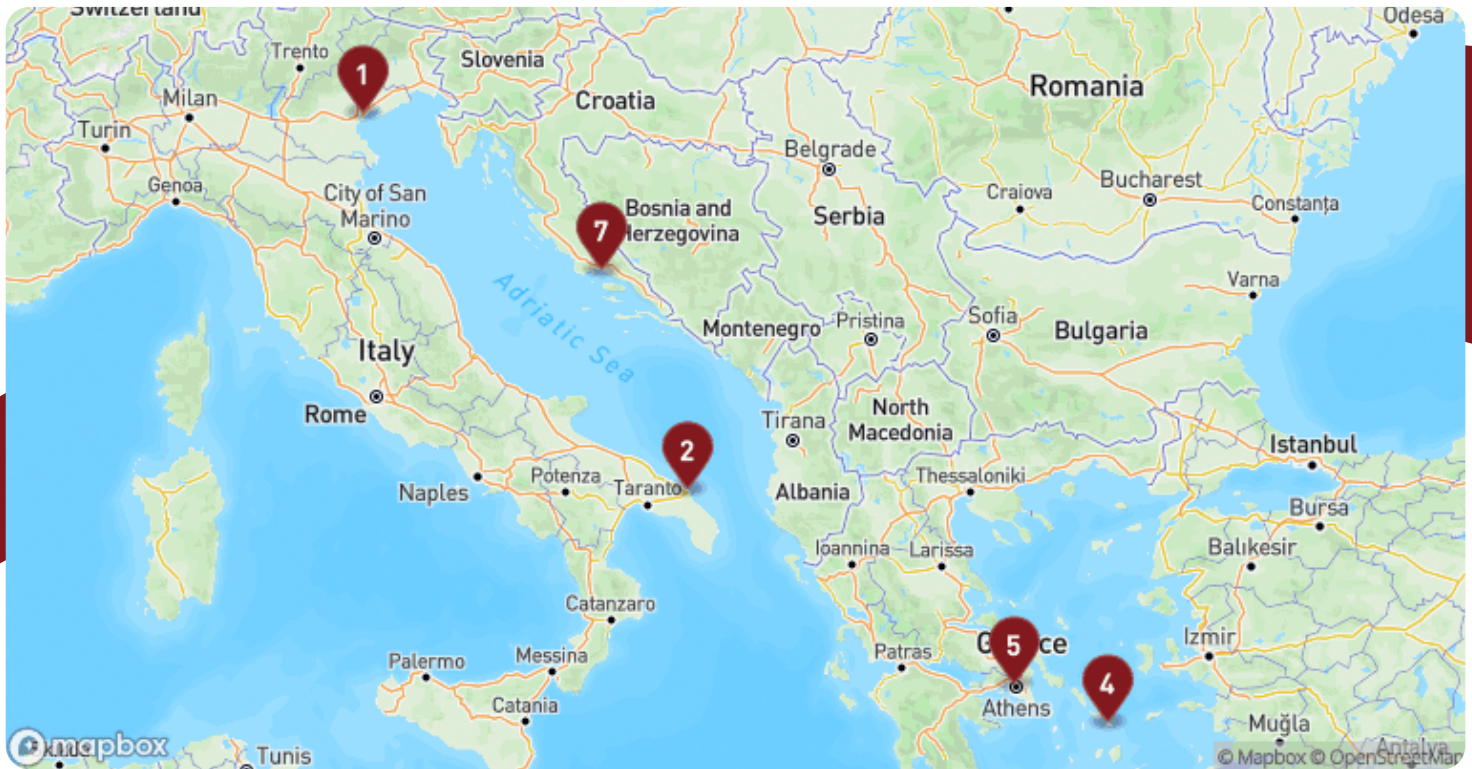 Switzerland
Odesa
Trento
Slovenia
1
Milan
Croatia
Romania
Turin
Belgrade
Genoa
City of San
Marino
Craiova
Bucharest
Constanța
Bosnia and
Herzegovina
7
Serbia
Varna
Adriatic Sea
Montenegro
Pristina
Sofia
Bulgaria
Italy
Rome
Tirana
North
Macedonia
Istanbul
2
Naples
Potenza
Taranto
Albania
Thessaloniki
Bursa
Ioannina
Larissa
Balıkesir
Catanzaro
Izmir
Greece
5
Patras
Palermo
Messina
4
Athens
Catania
Muğla
mapbox
Tunis
Antalya
© Mapbox © OpenStreetMap